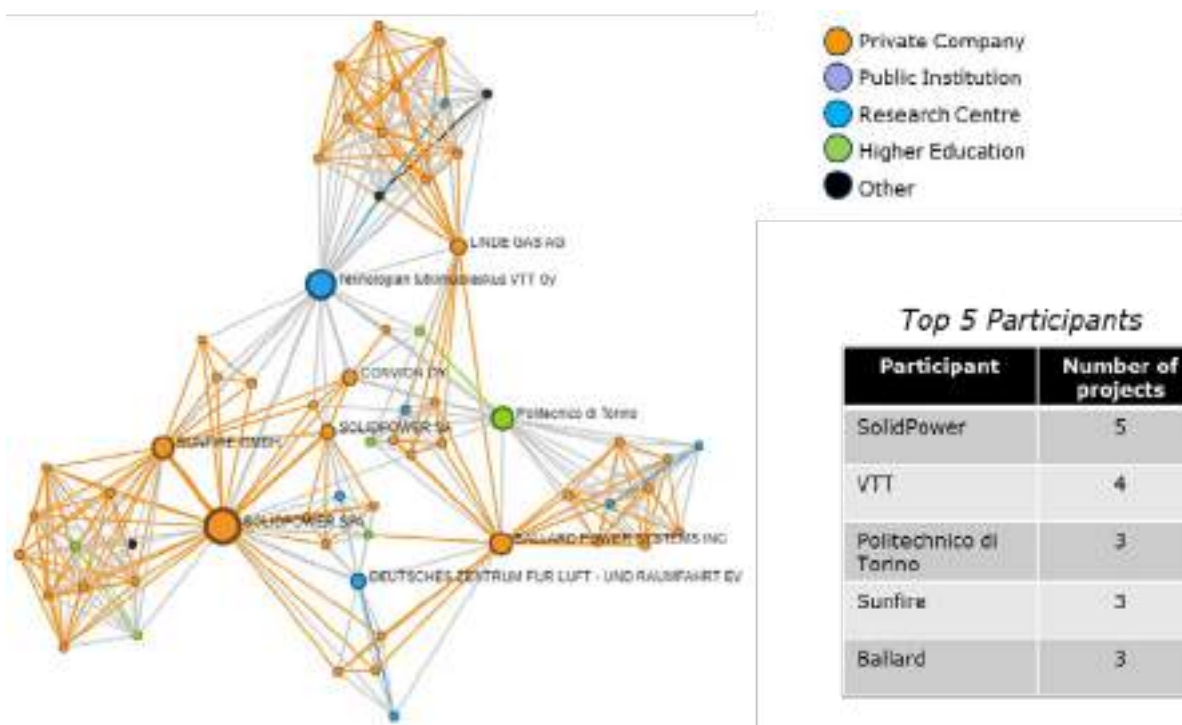 Private Company
Public Institution
Research Centre
Higher Education
Other
LINDE GAS AG
VTT Oy
CONVION OY
Politecnico di Torino
SOLIDPOWER SA
SUNFIRE GMBH
SOLIDPOWER SPA
BALLARD POWER SYSTEMS INC
DEUTSCHES ZENTRUM FUR LUFT - UND RAUMFAHRT EV
Top 5 Participants
Participant Number of
projects
SolidPower 5
VTT 4
Politechnico di 3
Torino
Sunfire 3
Ballard 3